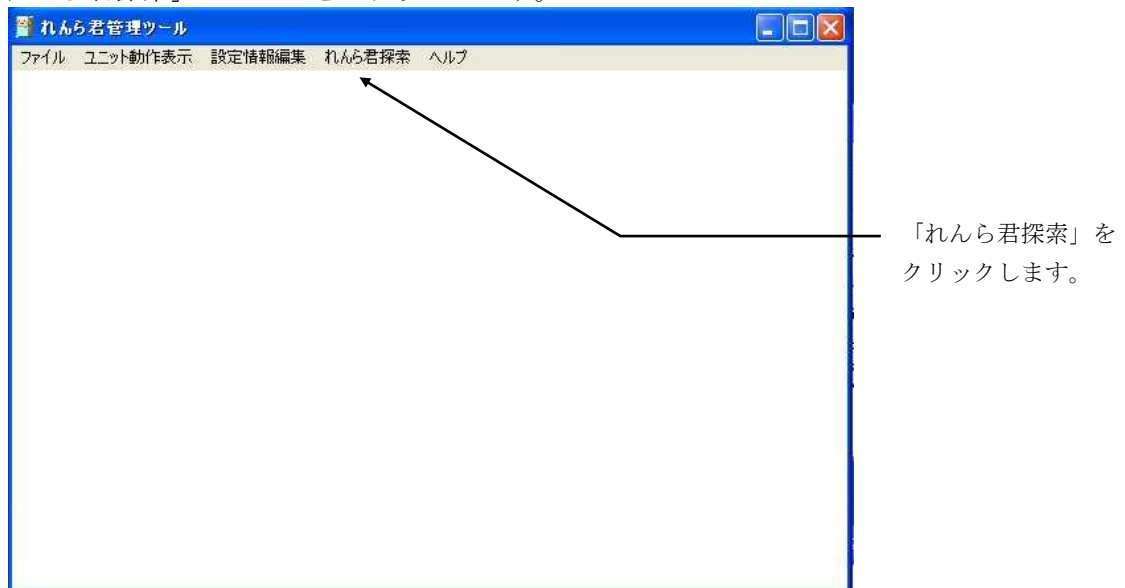 れんら君管理ツール
ファイル ユニット動作表示 設定情報編集 れんら君探索 ヘルプ
「れんら君探索」を
クリックします。